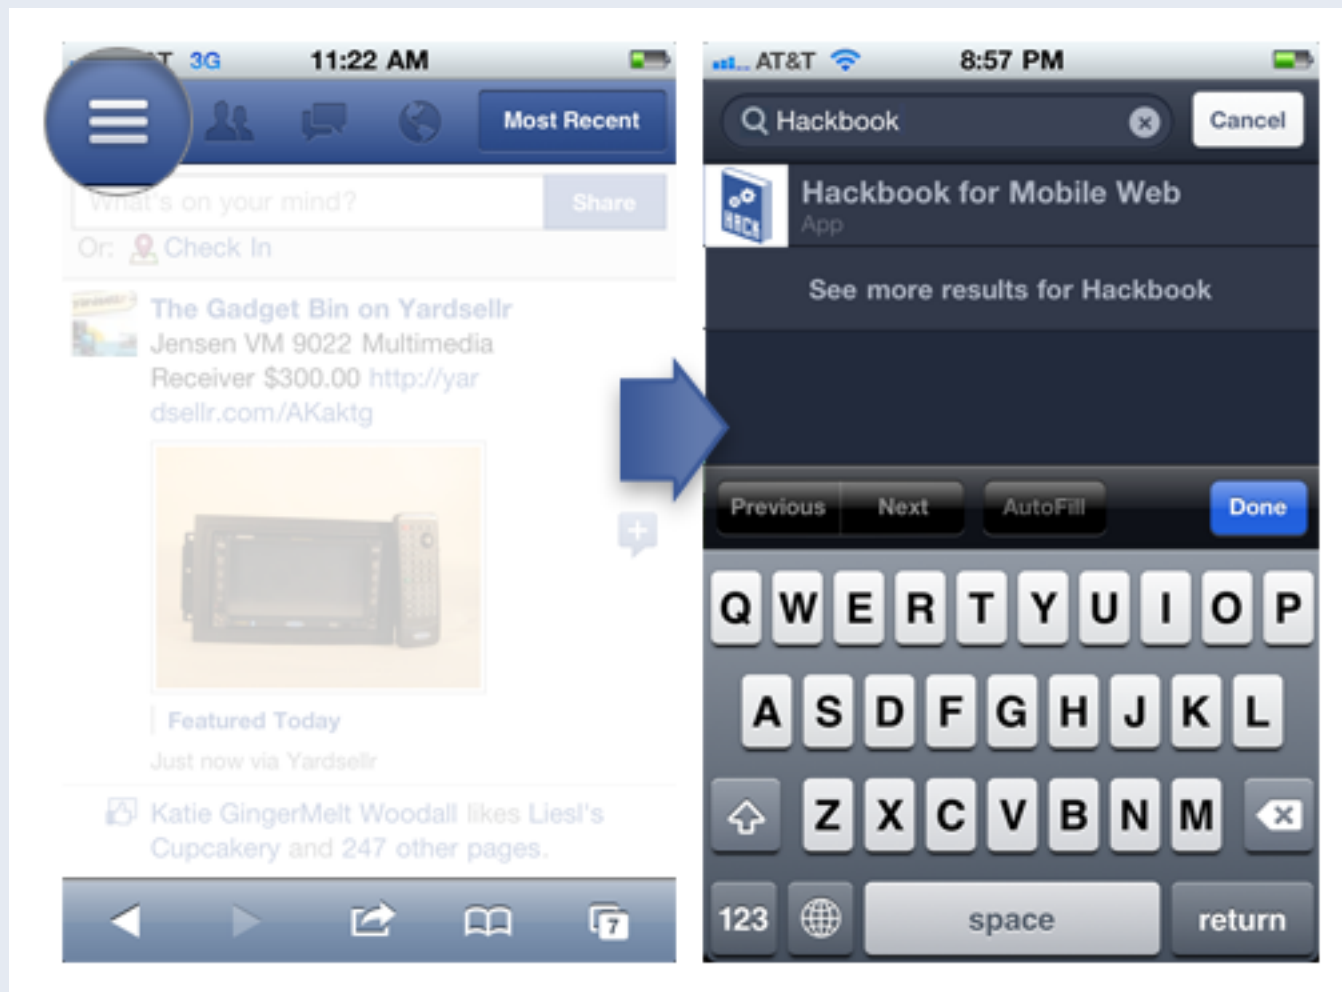 T 3G 11:22 AM
Most Recent
What's on your mind? Share
Or: Check In
The Gadget Bin on Yardsellr
Jensen VM 9022 Multimedia
Receiver $300.00 http://yar
dsellr.com/AKaktg
Featured Today
Just now via Yardsellr
Katie GingerMelt Woodall likes Liesl's
Cupcakery and 247 other pages.
7
AT&T 8:57 PM
Hackbook Cancel
HACK
Hackbook for Mobile Web
App
See more results for Hackbook
Previous Next AutoFill Done
Q W E R T Y U I O P
A S D F G H J K L
Z X C V B N M
123 space return